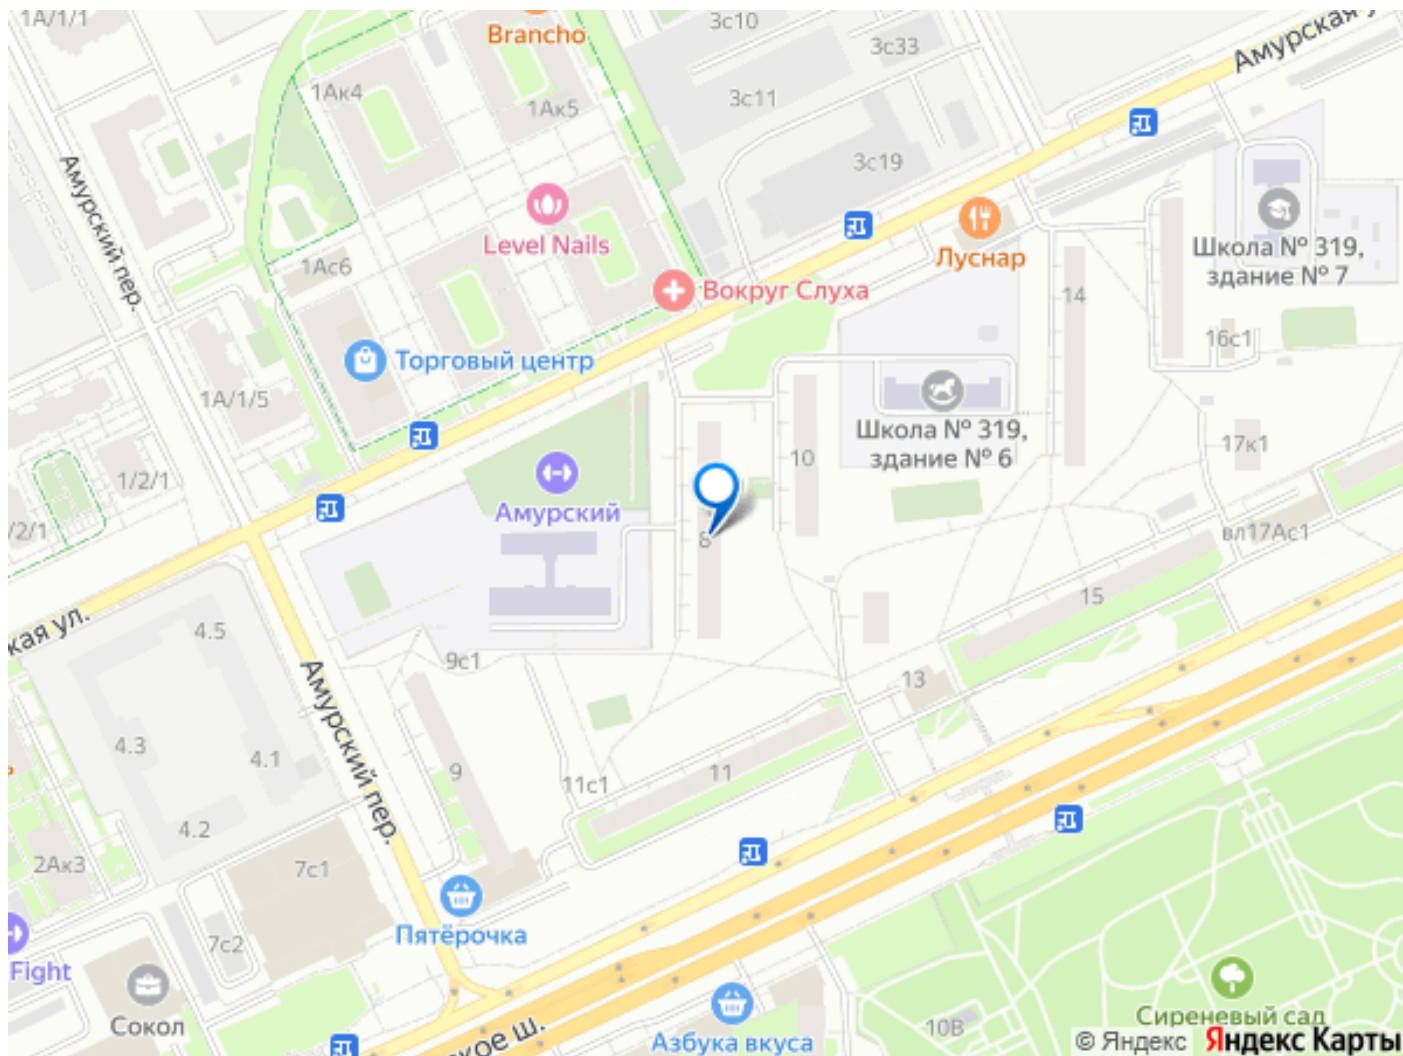 1А/1/1
Brancho
3с10
3с33
Амурская у
1Ак4
1Ак5
3с11
3с19
Амурский пер.
Level Nails
Луснар
Школа № 319,
здание № 7
1Ас6
Вокруг Слуха
14
16с1
Торговый центр
1А/1/5
Школа № 319,
здание № 6
10
17к1
1/2/1
Амурский
/2/1
8
вл17Ас1
15
кая ул.
4.5
9с1
13
Амурский пер.
4.3
4.1
9
11с1
11
4.2
2Ак3
7с1
Пятёрочка
7с2
Fight
Сокол
кое ш.
Азбука вкуса
10В
Сиреневый сад
© Яндекс Яндекс Карты